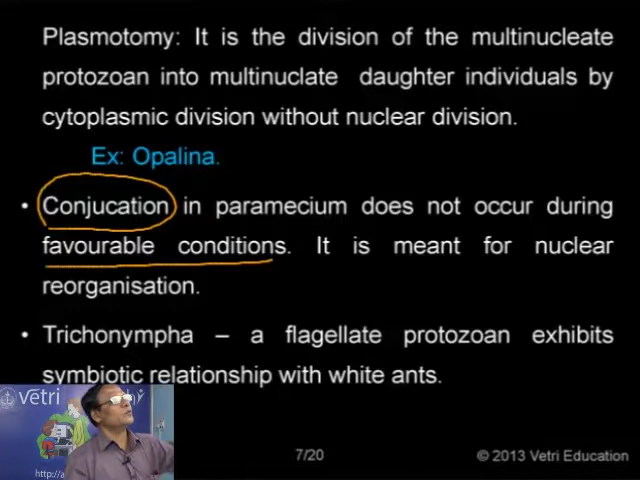 Plasmotomy: It is the division of the multinucleate
protozoan into multinuclate daughter individuals by
cytoplasmic division without nuclear division.
Ex: Opalina.
• Conjucation in paramecium does not occur during
favourable conditions. It is meant for nuclear
reorganisation.
• Trichonympha – a flagellate protozoan exhibits
symbiotic relationship with white ants.
Vetri
http://
7/20
© 2013 Vetri Education